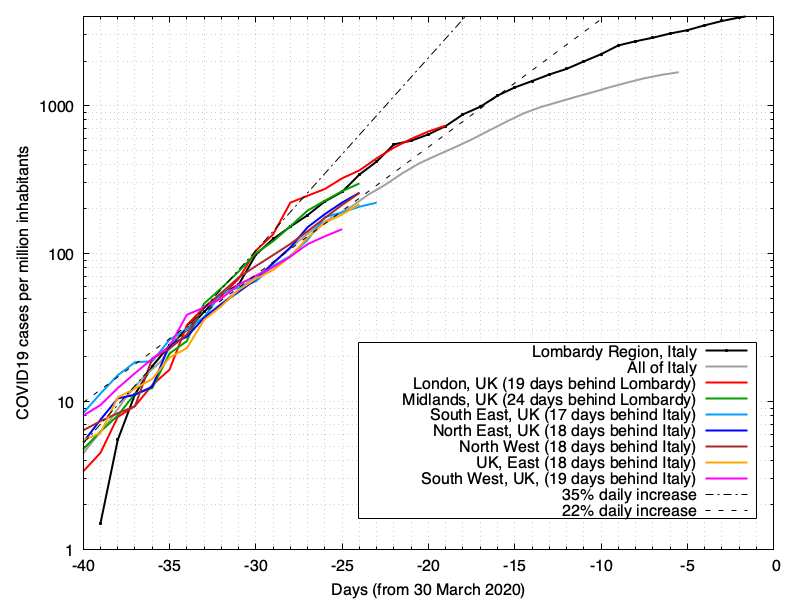 COVID19 cases per million inhabitants
1000
100
10
1
Lombardy Region, Italy
All of Italy
London, UK (19 days behind Lombardy)
Midlands, UK (24 days behind Lombardy)
South East, UK (17 days behind Italy)
North East, UK (18 days behind Italy)
North West (18 days behind Italy)
UK, East (18 days behind Italy)
South West, UK, (19 days behind Italy)
35% daily increase
22% daily increase
-40 -35 -30 -25 -20 -15 -10 -5 0
Days (from 30 March 2020)